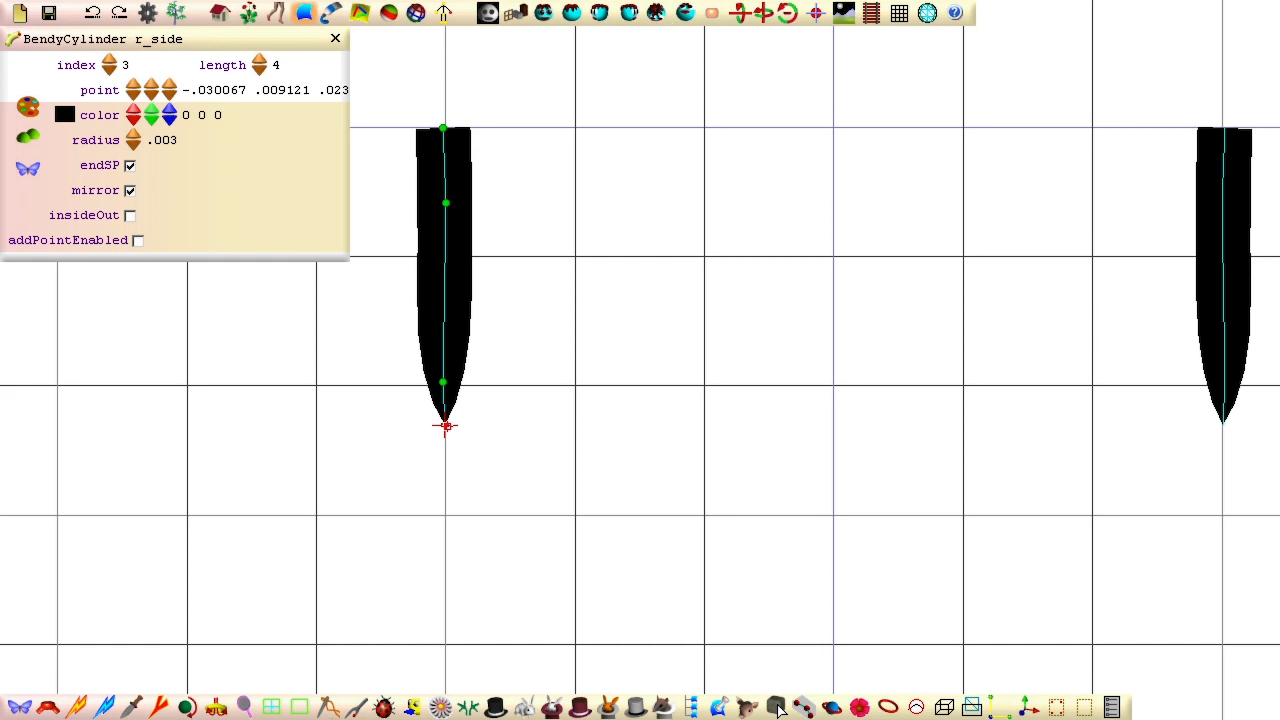 BendyCylinder r_side
index 3 length 4
point -.030067 .009121 .023
color 0 0 0
radius .003
endSP
mirror
insideOut
addPointEnabled